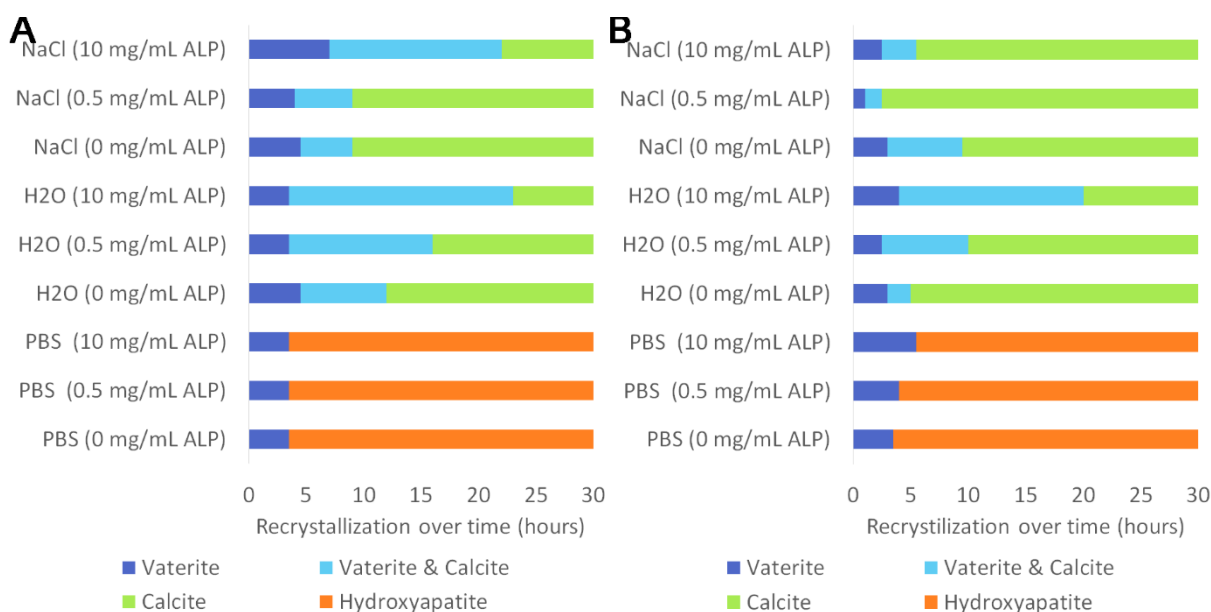 A
NaCl (10 mg/mL ALP)
NaCl (0.5 mg/mL ALP)
NaCl (0 mg/mL ALP)
H2O (10 mg/mL ALP)
H2O (0.5 mg/mL ALP)
H2O (0 mg/mL ALP)
PBS (10 mg/mL ALP)
PBS (0.5 mg/mL ALP)
PBS (0 mg/mL ALP)
0 5 10 15 20 25 30
Recrystallization over time (hours)
Vaterite Vaterite & Calcite
Calcite Hydroxyapatite
B
NaCl (10 mg/mL ALP)
NaCl (0.5 mg/mL ALP)
NaCl (0 mg/mL ALP)
H2O (10 mg/mL ALP)
H2O (0.5 mg/mL ALP)
H2O (0 mg/mL ALP)
PBS (10 mg/mL ALP)
PBS (0.5 mg/mL ALP)
PBS (0 mg/mL ALP)
0 5 10 15 20 25 30
Recrystilization over time (hours)
Vaterite Vaterite & Calcite
Calcite Hydroxyapatite